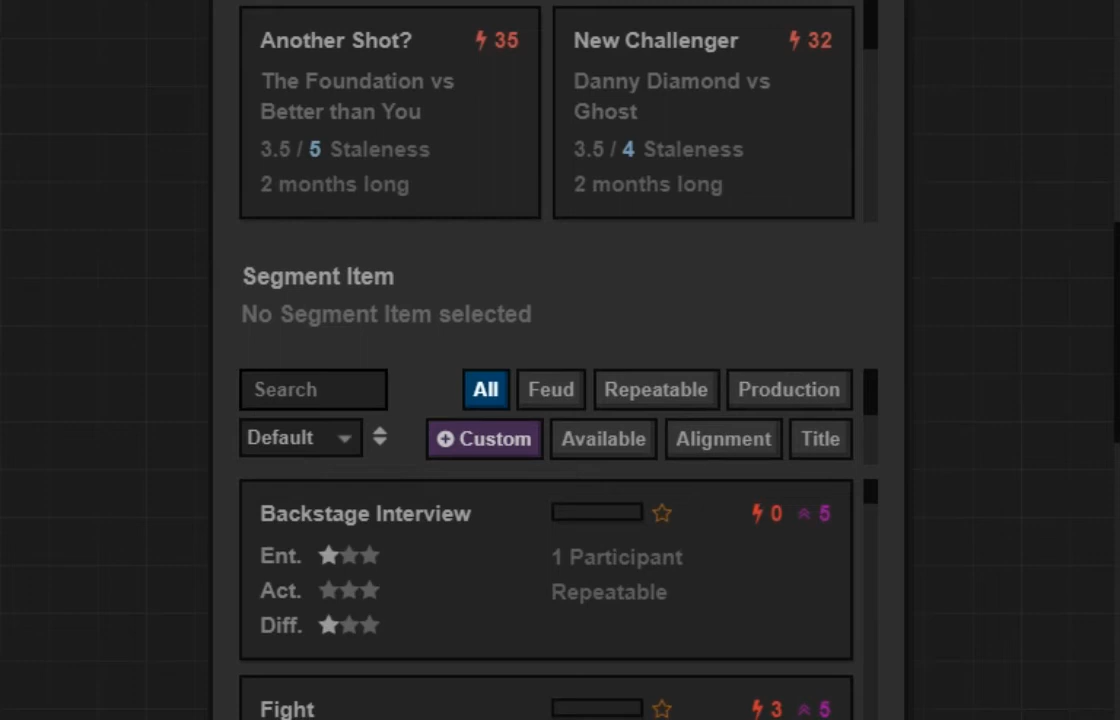 Another Shot? 35
The Foundation vs
Better than You
3.5 / 5 Staleness
2 months long
New Challenger 32
Danny Diamond vs
Ghost
3.5 / 4 Staleness
2 months long
Segment Item
No Segment Item selected
Search All Feud Repeatable Production
Default Custom Available Alignment Title
Backstage Interview 0 5
Ent. 1 Participant
Act. Repeatable
Diff.
Fight 3 5